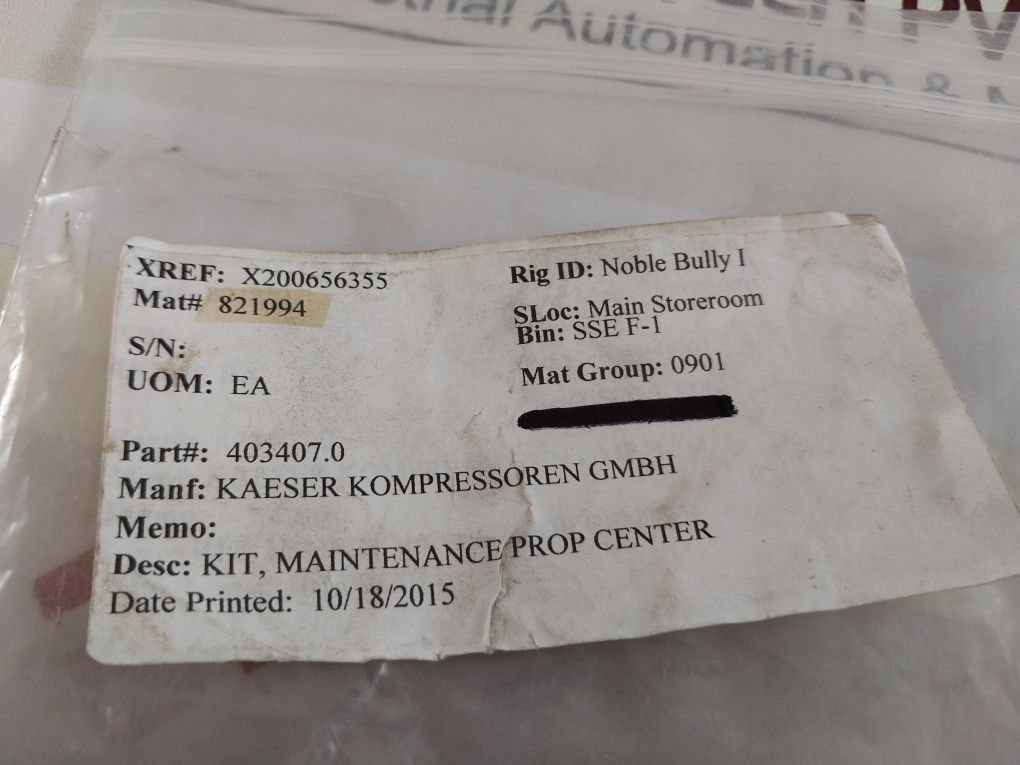 Automation &
XREF: X200656355
Mat# 821994
S/N:
UOM: EA
Rig ID: Noble Bully I
SLoc: Main Storeroom
Bin: SSE F-1
Mat Group: 0901
Part#: 403407.0
Manf: KAESER KOMPRESSOREN GMBH
Memo:
Desc: KIT, MAINTENANCE PROP CENTER
Date Printed: 10/18/2015